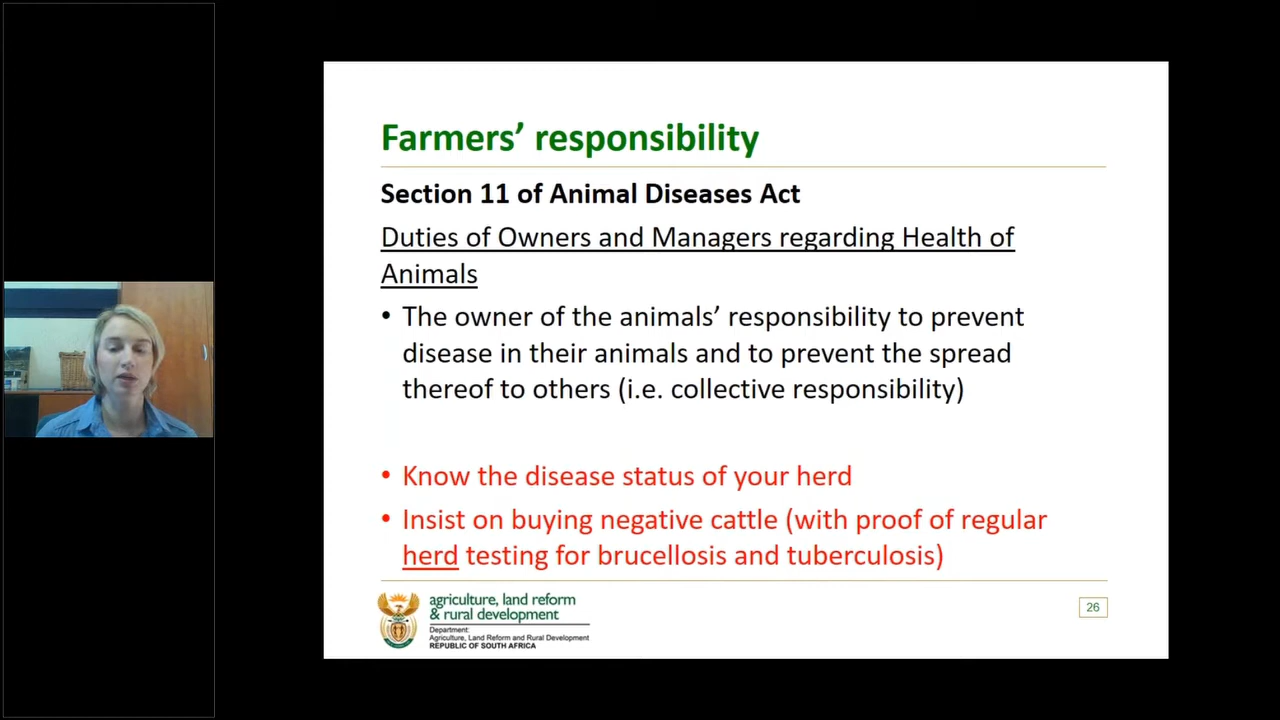 Farmers’ responsibility
Section 11 of Animal Diseases Act
Duties of Owners and Managers regarding Health of
Animals
• The owner of the animals’ responsibility to prevent
disease in their animals and to prevent the spread
thereof to others (i.e. collective responsibility)
• Know the disease status of your herd
• Insist on buying negative cattle (with proof of regular
herd testing for brucellosis and tuberculosis)
agriculture, land reform
& rural development
Department:
Agriculture, Land Reform and Rural Development
REPUBLIC OF SOUTH AFRICA
26